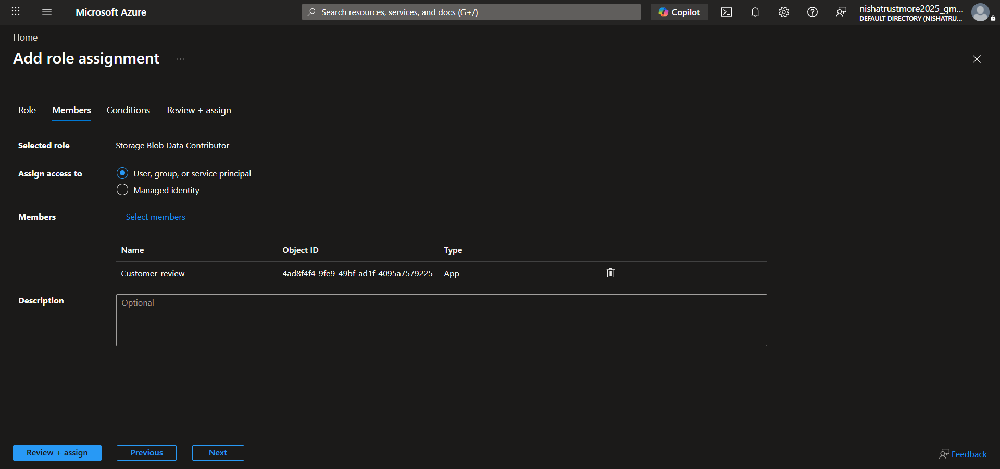 Microsoft Azure
Search resources, services, and docs (G+/)
Copilot
nishatrustmore2025_gm...
DEFAULT DIRECTORY (NISHATRU...
Home
Add role assignment ...
Role Members Conditions Review + assign
Selected role Storage Blob Data Contributor
Assign access to User, group, or service principal
Managed identity
Members + Select members
Name Object ID Type
Customer-review 4ad8f4f4-9fe9-49bf-ad1f-4095a7579225 App
Description Optional
Review + assign Previous Next
Feedback